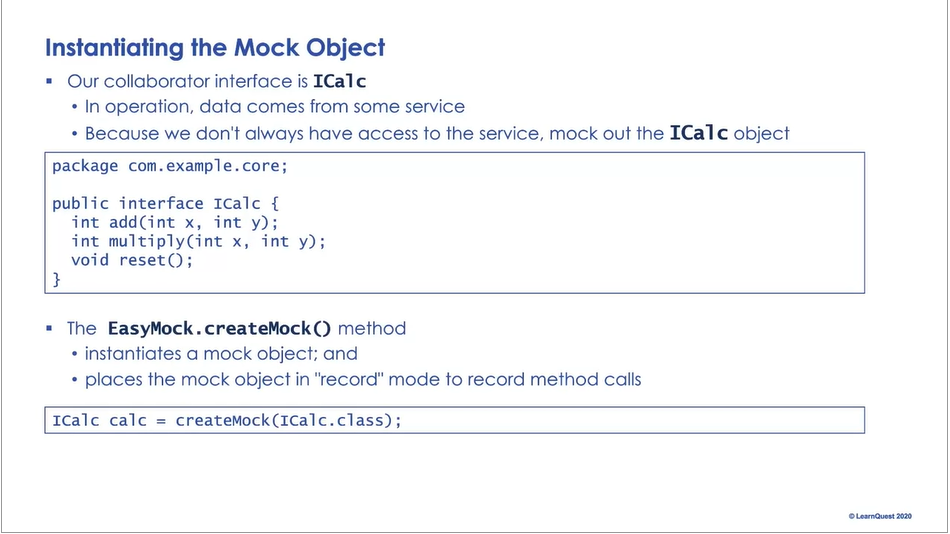 Instantiating the Mock Object
▪ Our collaborator interface is ICalc
• In operation, data comes from some service
• Because we don't always have access to the service, mock out the ICalc object
package com.example.core;
public interface ICalc {
int add(int x, int y);
int multiply(int x, int y);
void reset();
}
▪ The EasyMock.createMock() method
• instantiates a mock object; and
• places the mock object in "record" mode to record method calls
ICalc calc = createMock(ICalc.class);
© LearnQuest 2020